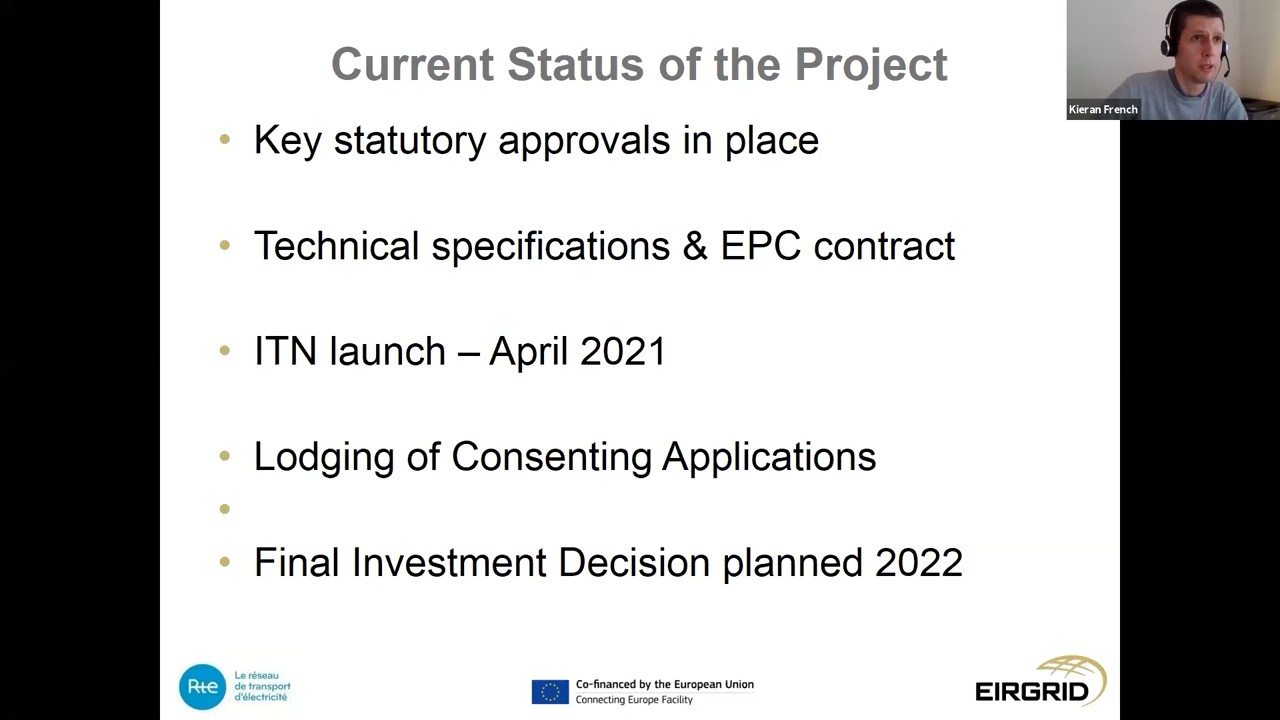 Current Status of the Project
Kieran French
• Key statutory approvals in place
• Technical specifications & EPC contract
• ITN launch – April 2021
• Lodging of Consenting Applications
•
• Final Investment Decision planned 2022
Rte
Le réseau
de transport
d'électricité
Co-financed by the European Union
Connecting Europe Facility
EIRGRID